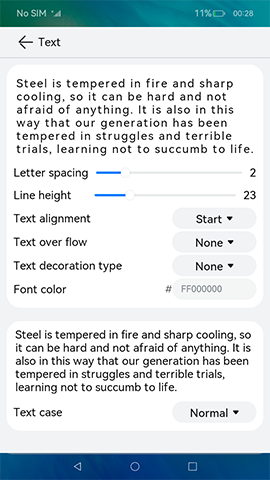 No SIM 11% 00:28
Text
Steel is tempered in fire and sharp
cooling, so it can be hard and not
afraid of anything. It is also in this
way that our generation has been
tempered in struggles and terrible
trials, learning not to succumb to life.
Letter spacing 2
Line height 23
Text alignment Start
Text over flow None
Text decoration type None
Font color # FF000000
Steel is tempered in fire and sharp cooling, so
it can be hard and not afraid of anything. It is
also in this way that our generation has been
tempered in struggles and terrible trials,
learning not to succumb to life.
Text case Normal